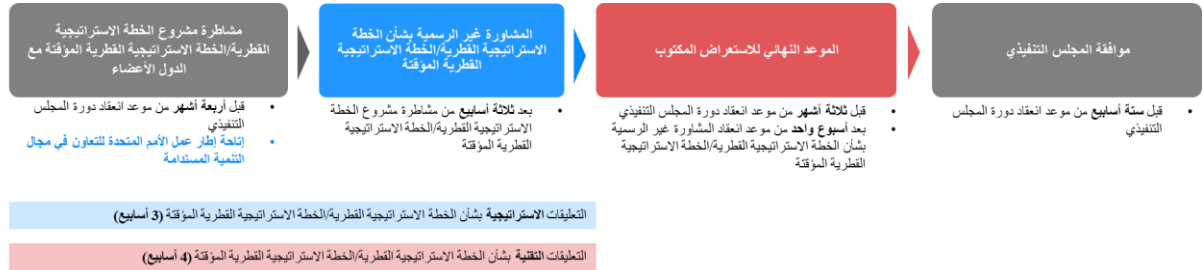 مشاطرة مشروع الخطة الاستراتيجية
القطرية/الخطة الاستراتيجية القطرية المؤقتة مع
الدول الأعضاء
المشاورة غير الرسمية بشأن الخطة
الاستراتيجية القطرية/الخطة الاستراتيجية
القطرية المؤقتة
الموعد النهائي للاستعراض المكتوب
موافقة المجلس التنفيذي
• قبل أربعة أشهر من موعد انعقاد دورة المجلس
التنفيذي
• إتاحة إطار عمل الأمم المتحدة للتعاون في مجال
التنمية المستدامة
• بعد ثلاثة أسابيع من مشاطرة مشروع الخطة
الاستراتيجية القطرية/الخطة الاستراتيجية
القطرية المؤقتة
• قبل ثلاثة أشهر من موعد انعقاد دورة المجلس التنفيذي
• بعد أسبوع واحد من موعد انعقاد المشاورة غير الرسمية
بشأن الخطة الاستراتيجية القطرية/الخطة الاستراتيجية
القطرية المؤقتة
• قبل ستة أسابيع من موعد انعقاد دورة المجلس
التنفيذي
التعليقات الاستراتيجية بشأن الخطة الاستراتيجية القطرية/الخطة الاستراتيجية القطرية المؤقتة (3 أسابيع)
التعليقات التقنية بشأن الخطة الاستراتيجية القطرية/الخطة الاستراتيجية القطرية المؤقتة (4 أسابيع)